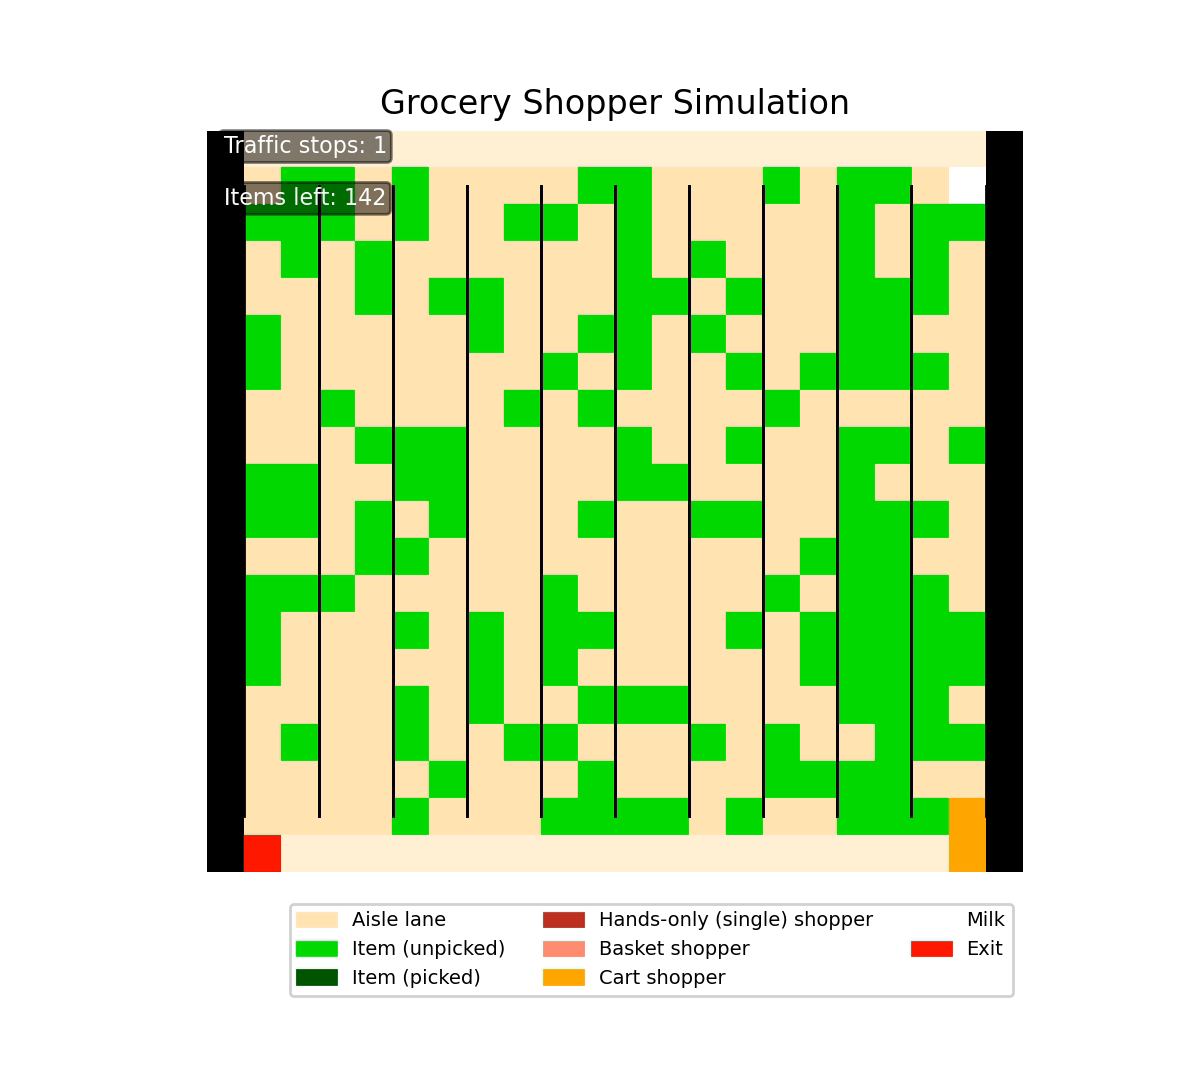 Grocery Shopper Simulation
Traffic stops: 1
Items left: 142
Aisle lane
Item (unpicked)
Item (picked)
Hands-only (single) shopper
Basket shopper
Cart shopper
Milk
Exit